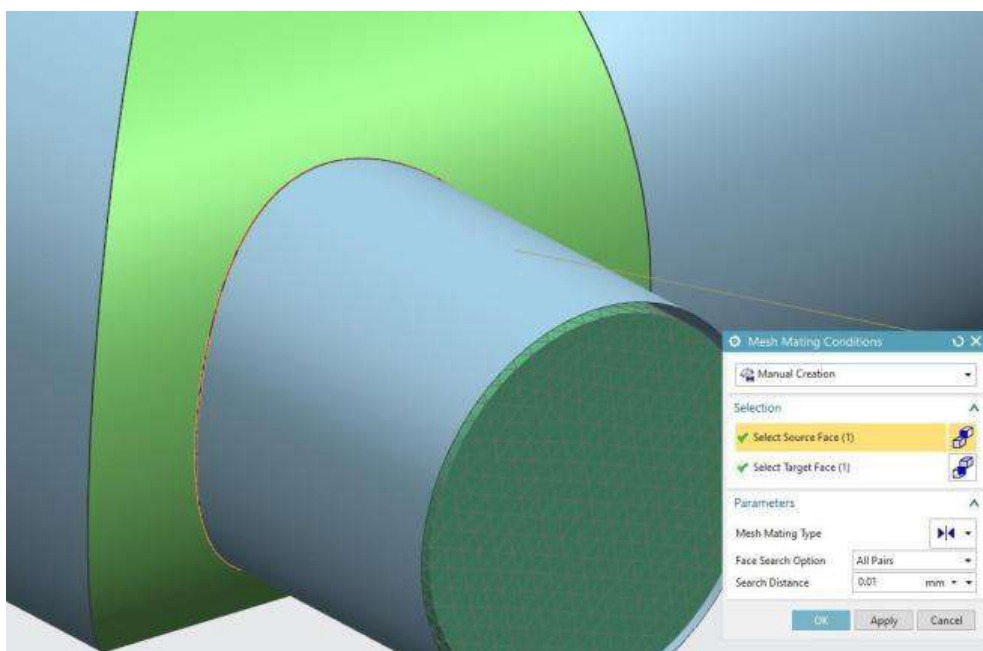 Mesh Mating Conditions
Manual Creation
Selection
Select Source Face (1)
Select Target Face (1)
Parameters
Mesh Mating Type
Face Search Option All Pairs
Search Distance 0.01 mm
OK Apply Cancel